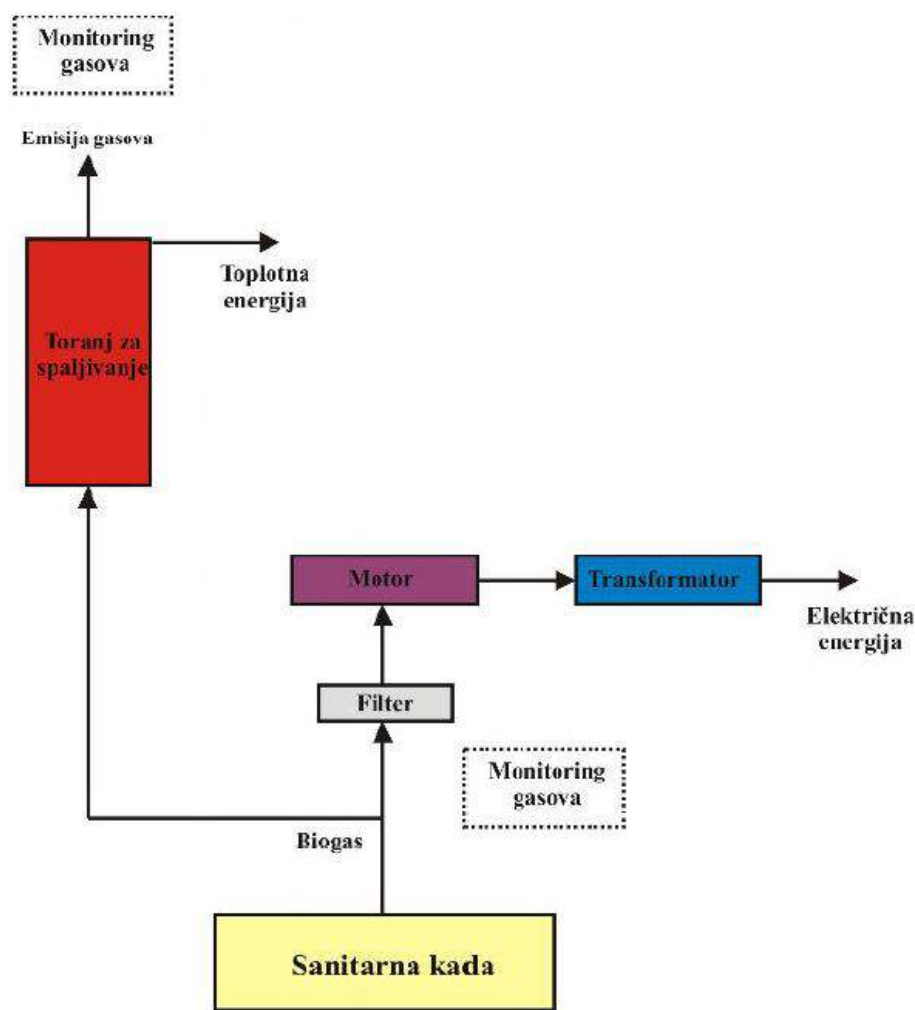 Monitoring
gasova
Emisija gasova
Toplotna
energija
Toranj za
spaljivanje
Motor
Transformator
Električna
energija
Filter
Monitoring
gasova
Biogas
Sanitarna kada